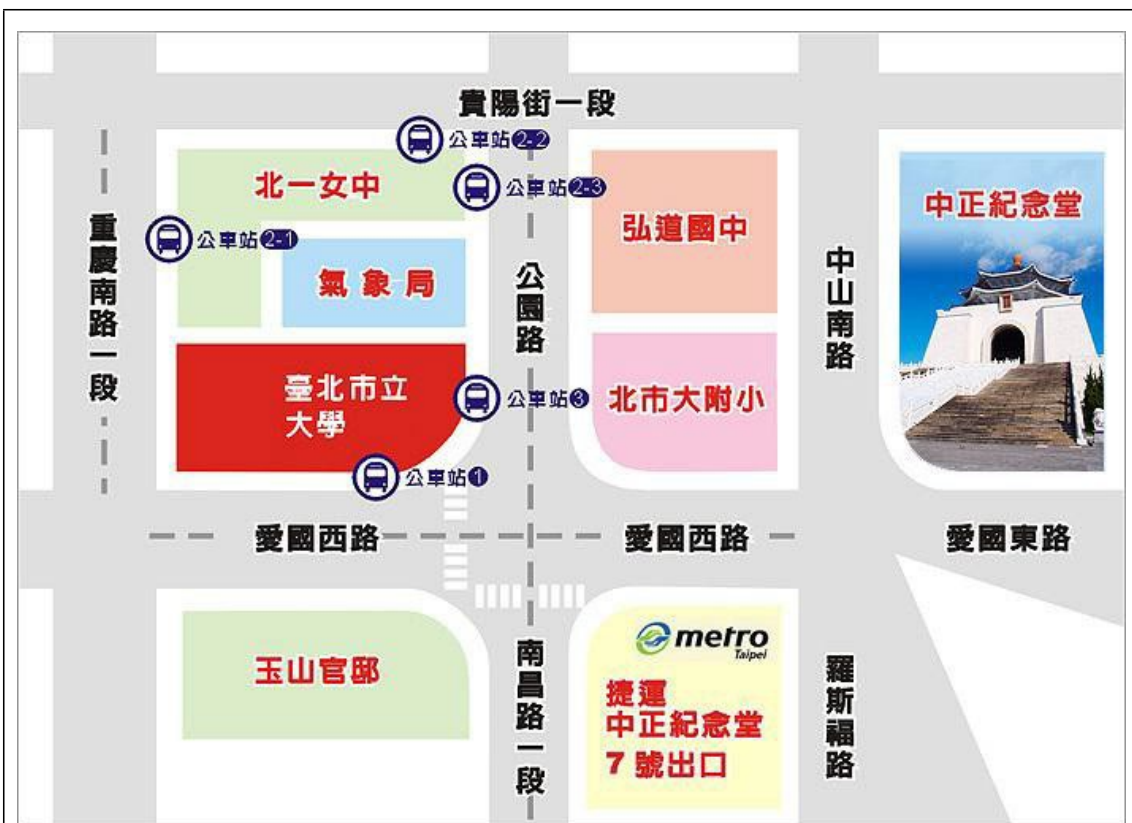 貴陽街一段
公車站2-2
北一女中
公車站2-3
中正紀念堂
弘道國中
公車站2-1
重慶南路一段
氣象局
公園路
中山南路
臺北市立
大學
公車站3
北市大附小
公車站1
愛國西路
愛國西路
愛國東路
玉山官邸
南昌路一段
metro
Taipei
捷運
中正紀念堂
7號出口
羅斯福路